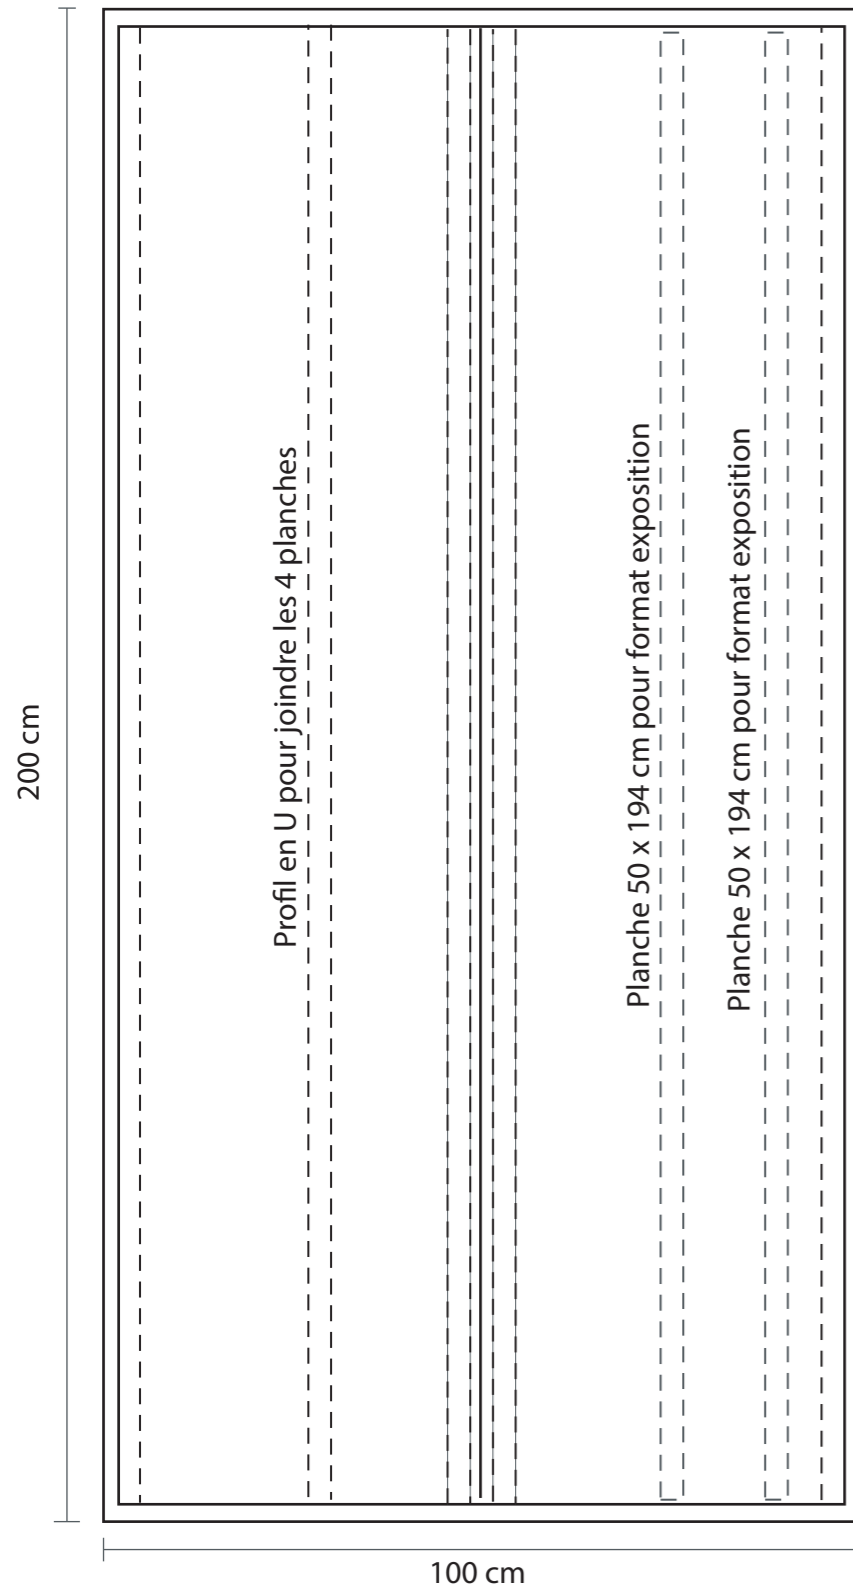 200 cm
Profil en U pour joindre les 4 planches
Planche 50 x 194 cm pour format exposition
Planche 50 x 194 cm pour format exposition
100 cm